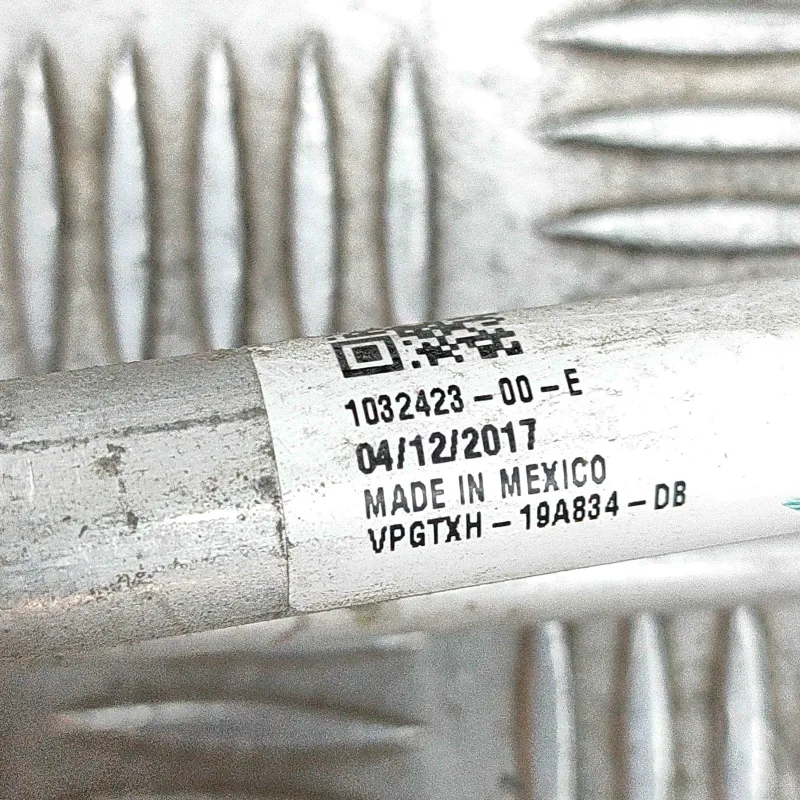 1032423-00-E
04/12/2017
MADE IN MEXICO
VPGTXH-19A834-DB